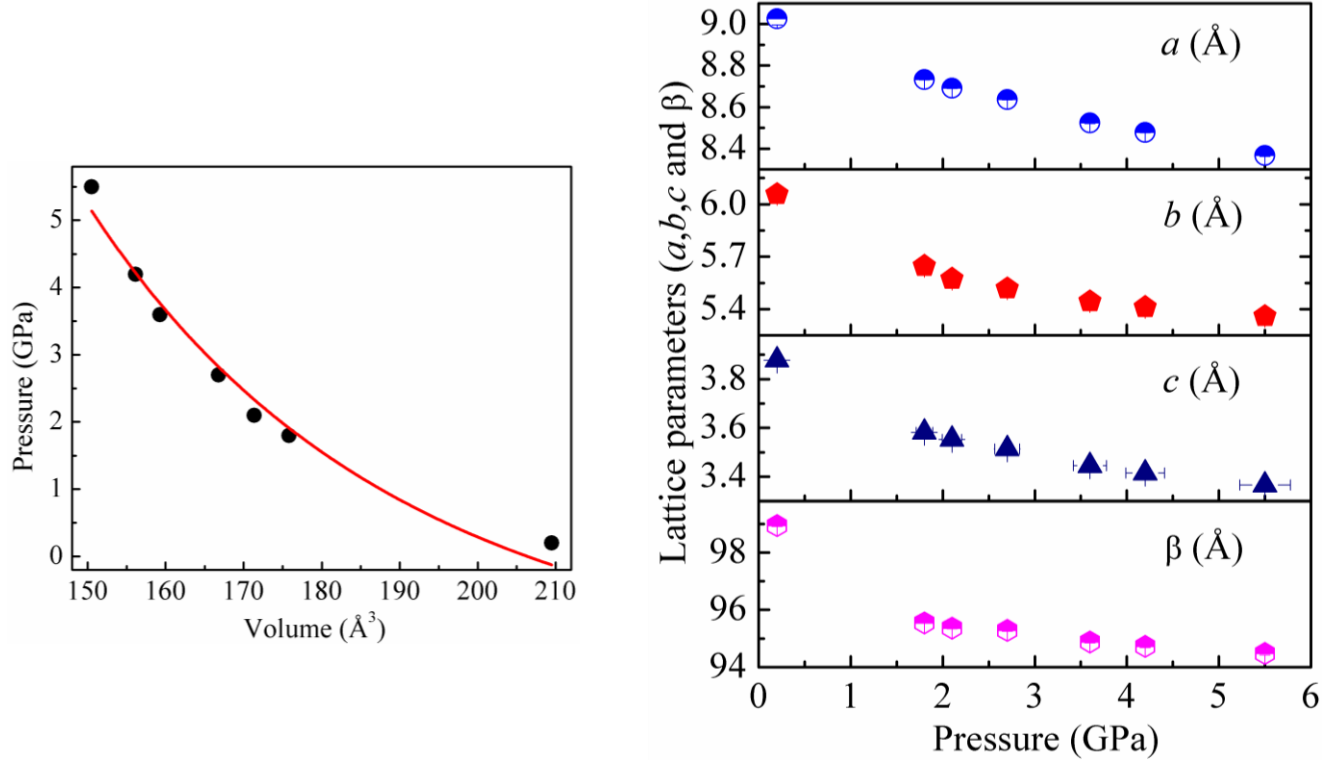 5
4
3
2
1
0
Pressure (GPa)
150 160 170 180 190 200 210
Volume (Å³)
Lattice parameters (a,b,c and β)
9.0
8.8
8.6
8.4
a (Å)
6.0
5.7
5.4
b (Å)
3.8
3.6
3.4
c (Å)
98
96
94
β (Å)
0 1 2 3 4 5 6
Pressure (GPa)